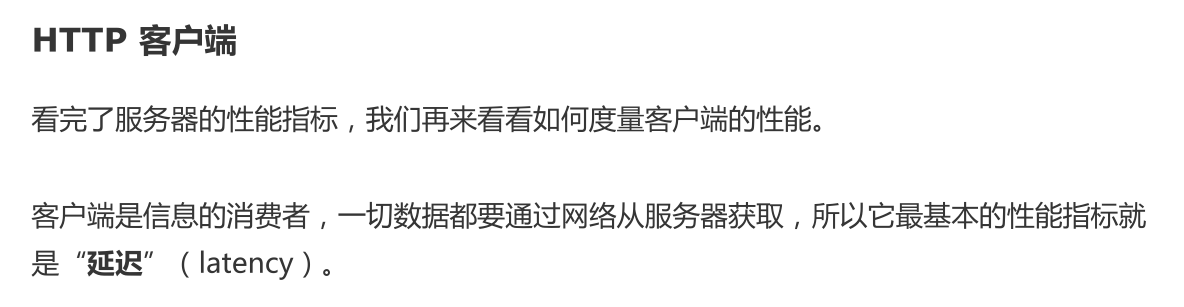 HTTP 客户端
看完了服务器的性能指标，我们再来看看如何度量客户端的性能。
客户端是信息的消费者，一切数据都要通过网络从服务器获取，所以它最基本的性能指标就
是“延迟”（latency）。